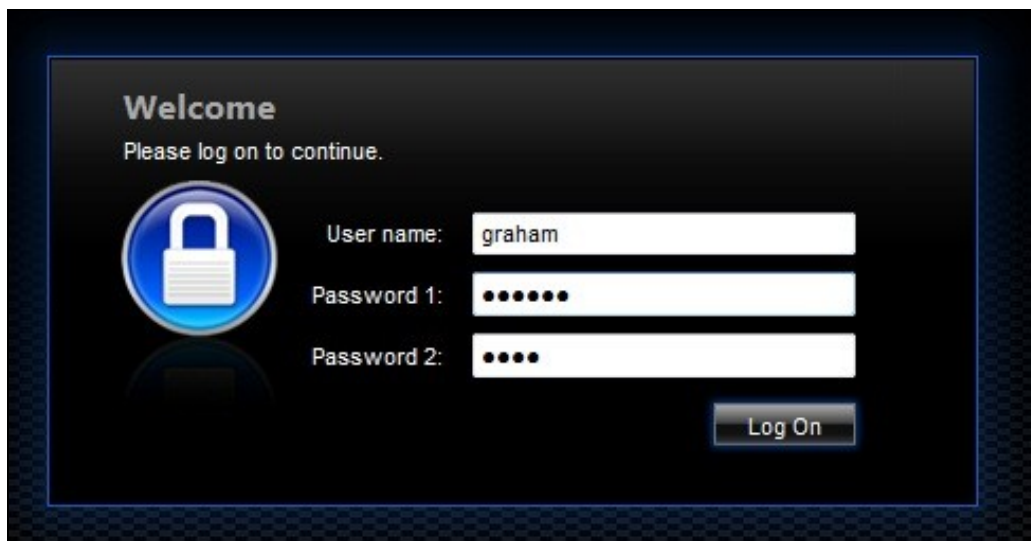 Welcome
Please log on to continue.
User name: graham
Password 1: ••••••
Password 2: ••••
Log On